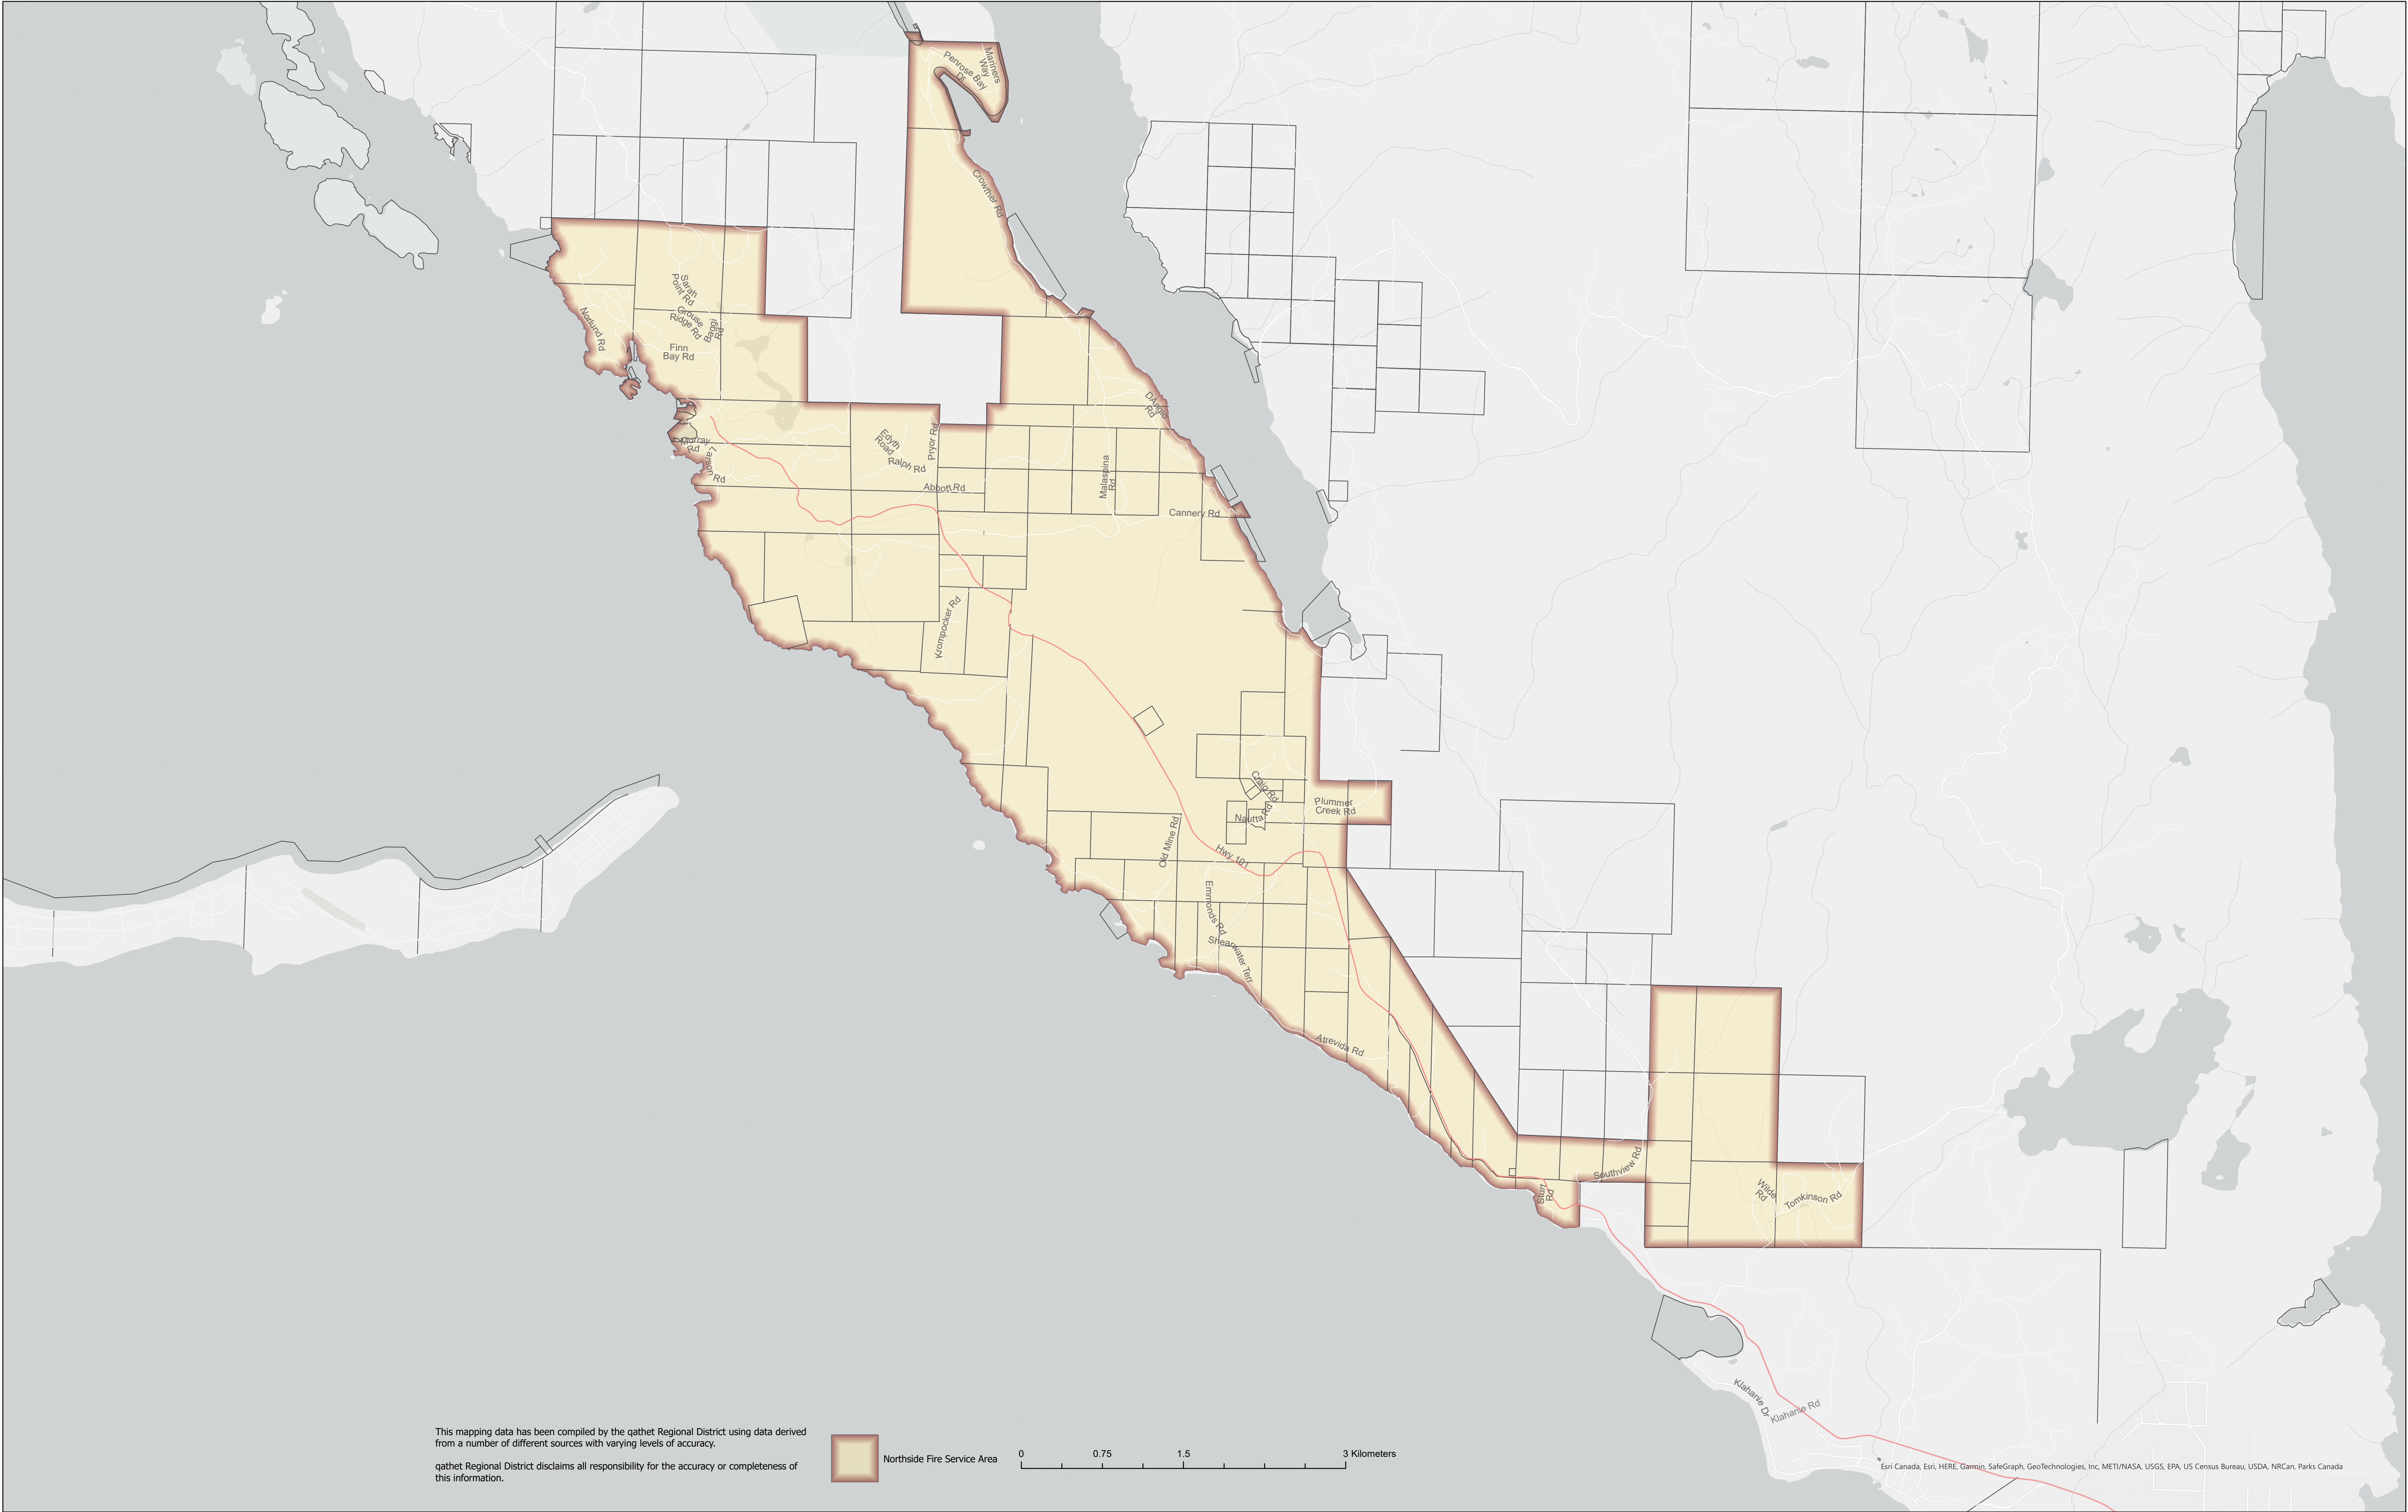 Mariners
Way
Penrose Bay
Dr
Crowther Rd
Sarah
Point Rd
Grouse
Ridge Rd
Baggi
Rd
Norlund Rd
Finn
Bay Rd
DAngio
Rd
Murray
Rd
Larson
Rd
Edyth
Road
Ralph Rd
Pryor Rd
Abbott Rd
Malaspina
Rd
Cannery Rd
Krompocker Rd
Craig Rd
Nautta Rd
Plummer
Creek Rd
Old Mine Rd
Hwy 101
Emmonds Rd
Shearwater Terr
Atrevida Rd
Southview Rd
Sturt
Rd
Wilde
Rd
Tomkinson Rd
Klahanie Dr
Klahanie Rd
This mapping data has been compiled by the qathet Regional District using data derived
from a number of different sources with varying levels of accuracy.
qathet Regional District disclaims all responsibility for the accuracy or completeness of
this information.
Northside Fire Service Area
0 0.75 1.5 3 Kilometers
Esri Canada, Esri, HERE, Garmin, SafeGraph, GeoTechnologies, Inc, METI/NASA, USGS, EPA, US Census Bureau, USDA, NRCan, Parks Canada